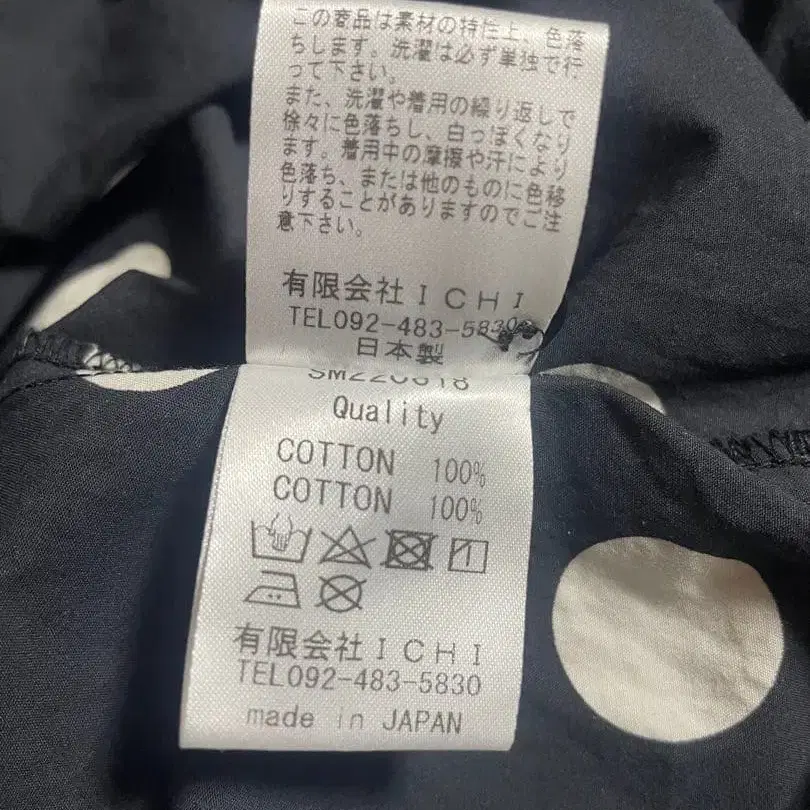 この商品は素材の特性上、色落
ちします。洗濯は必ず単独で行
って下さい。
また、洗濯や着用の繰り返しで
徐々に色落ちし、白っぽくなり
ます。着用中の摩擦や汗により
色落ち、または他のものに色移
りすることがありますのでご注
意下さい。
有限会社ICHI
TEL092-483-5830
日本製
Quality
COTTON 100%
COTTON 100%
有限会社ICHI
TEL092-483-5830
made in JAPAN